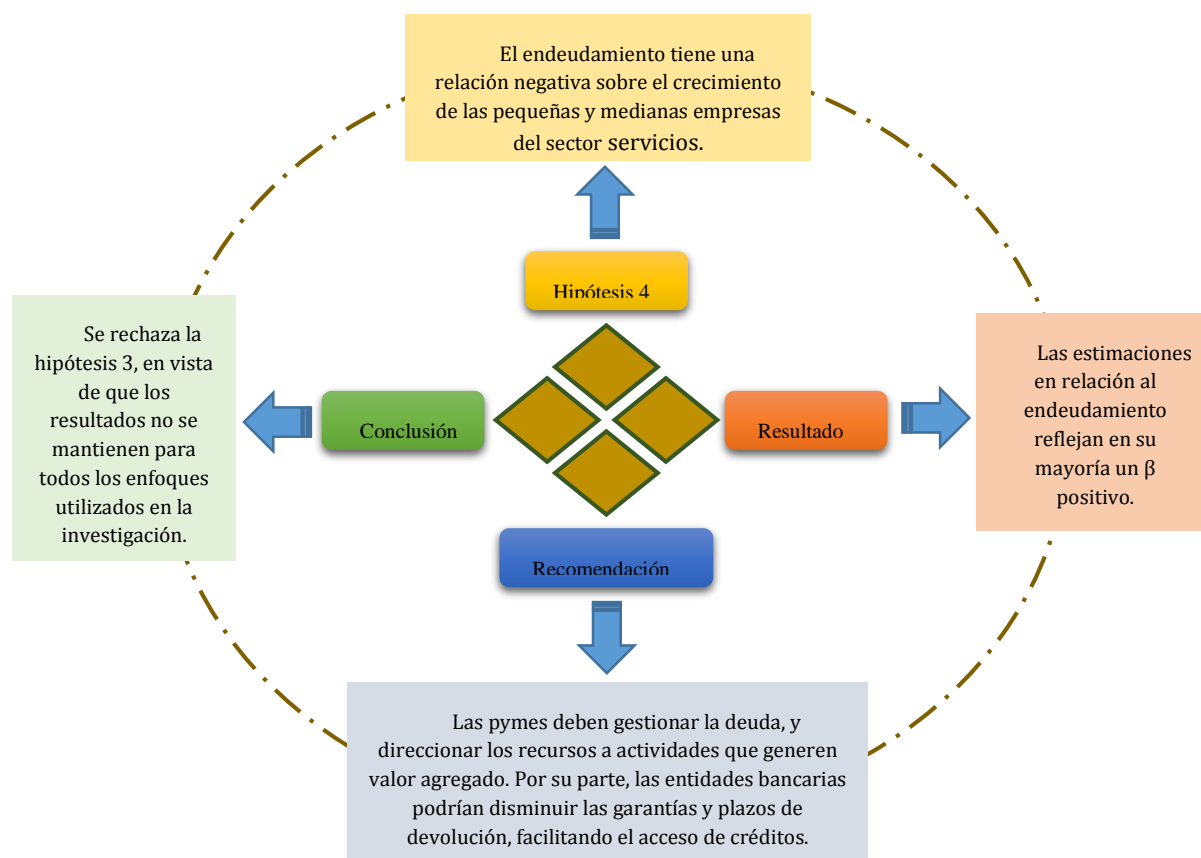 El endeudamiento tiene una
relación negativa sobre el crecimiento
de las pequeñas y medianas empresas
del sector servicios.
Hipótesis 4
Se rechaza la
hipótesis 3, en vista
de que los
resultados no se
mantienen para
todos los enfoques
utilizados en la
investigación.
Conclusión
Resultado
Las estimaciones
en relación al
endeudamiento
reflejan en su
mayoría un β
positivo.
Recomendación
Las pymes deben gestionar la deuda, y
direccionar los recursos a actividades que generen
valor agregado. Por su parte, las entidades bancarias
podrían disminuir las garantías y plazos de
devolución, facilitando el acceso de créditos.